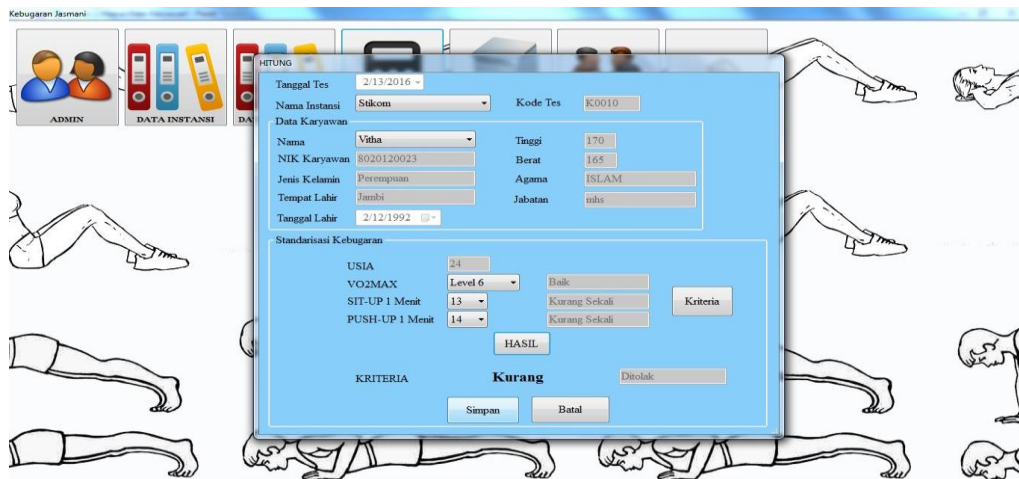 Kebugaran Jasmani
ADMIN
DATA INSTANSI
DA
HITUNG
Tanggal Tes 2/13/2016
Nama Instansi Stikom Kode Tes K0010
Data Karyawan
Nama Vitha Tinggi 170
NIK Karyawan 8020120023 Berat 165
Jenis Kelamin Perempuan Agama ISLAM
Tempat Lahir Jambi Jabatan mhs
Tanggal Lahir 2/12/1992
Standarisasi Kebugaran
USIA 24
VO2MAX Level 6 Baik
SIT-UP 1 Menit 13 Kurang Sekali Kriteria
PUSH-UP 1 Menit 14 Kurang Sekali
HASIL
KRITERIA Kurang Ditolak
Simpan Batal